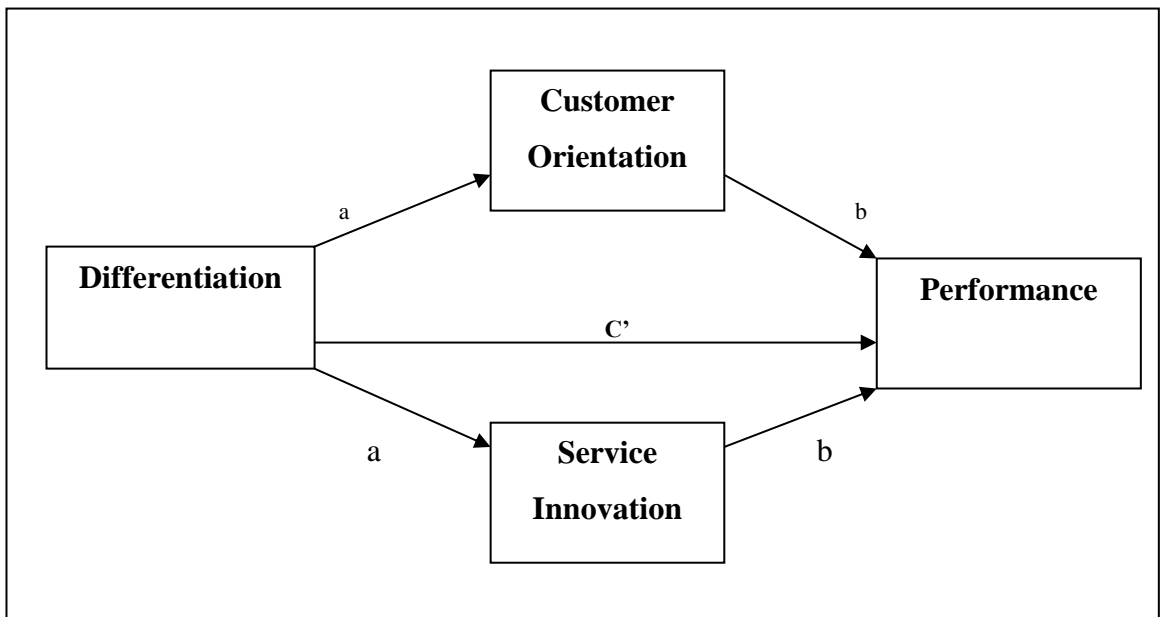 Customer
Orientation
a
b
Differentiation
Performance
C’
a
b
Service
Innovation